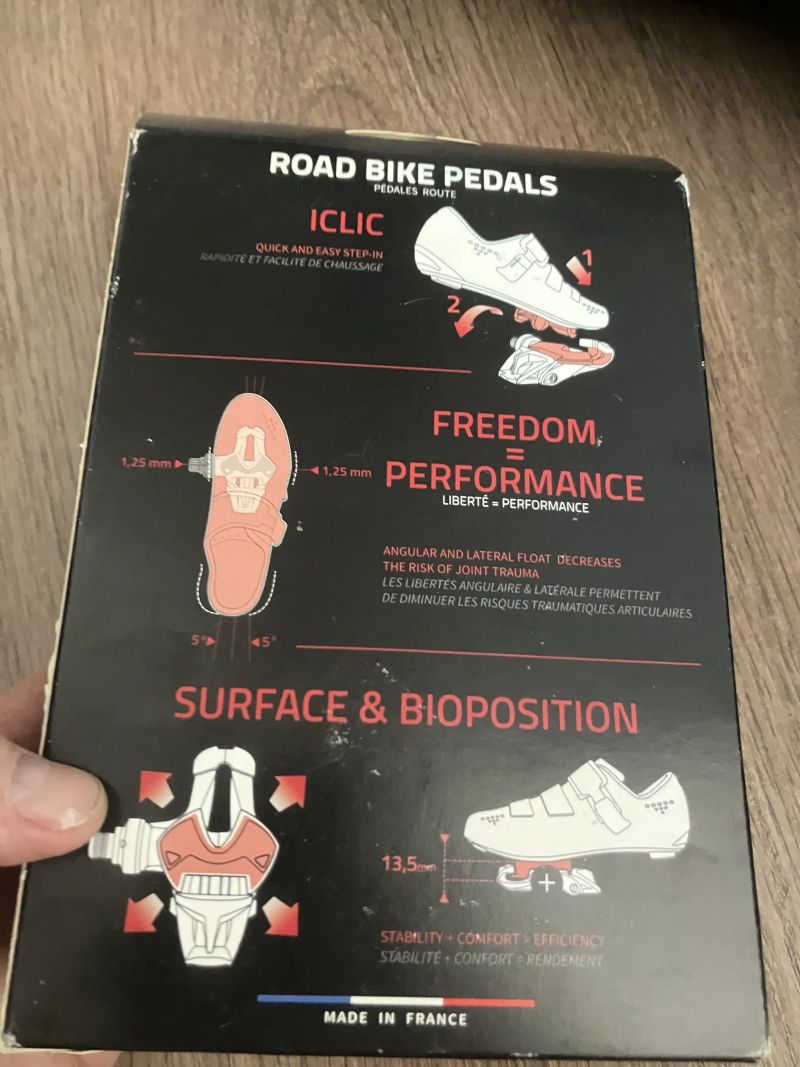 ROAD BIKE PEDALS
PÉDALES ROUTE
ICLIC
QUICK AND EASY STEP-IN
RAPIDITÉ ET FACILITÉ DE CHAUSSAGE
1
2
1,25 mm
1,25 mm
FREEDOM
=
PERFORMANCE
LIBERTÉ = PERFORMANCE
ANGULAR AND LATERAL FLOAT DECREASES
THE RISK OF JOINT TRAUMA
LES LIBERTÉS ANGULAIRE & LATÉRALE PERMETTENT
DE DIMINUER LES RISQUES TRAUMATIQUES ARTICULAIRES
5°
5°
SURFACE & BIOPOSITION
13,5mm
STABILITY + COMFORT = EFFICIENCY
STABILITÉ + CONFORT = RENDEMENT
MADE IN FRANCE